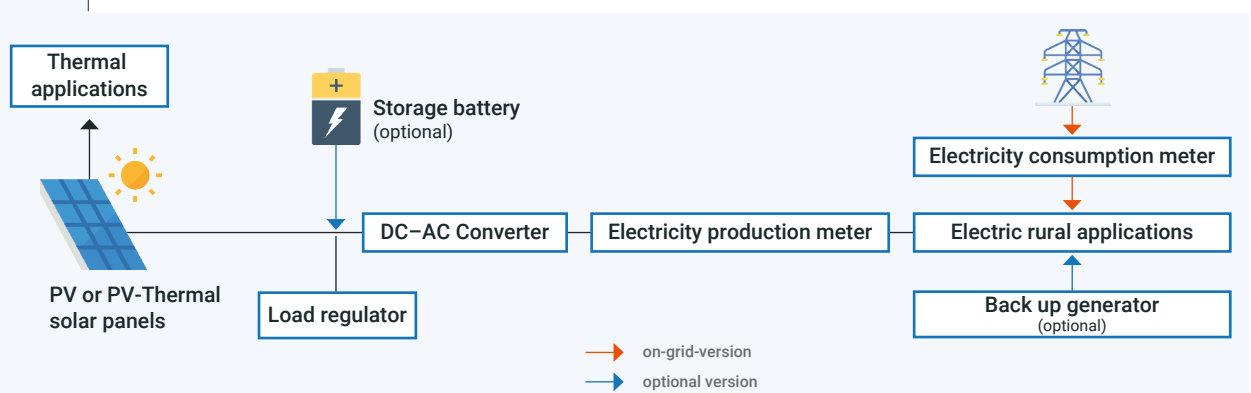 Thermal
applications
+
Storage battery
(optional)
Electricity consumption meter
DC–AC Converter
Electricity production meter
Electric rural applications
PV or PV-Thermal
solar panels
Load regulator
Back up generator
(optional)
on-grid-version
optional version